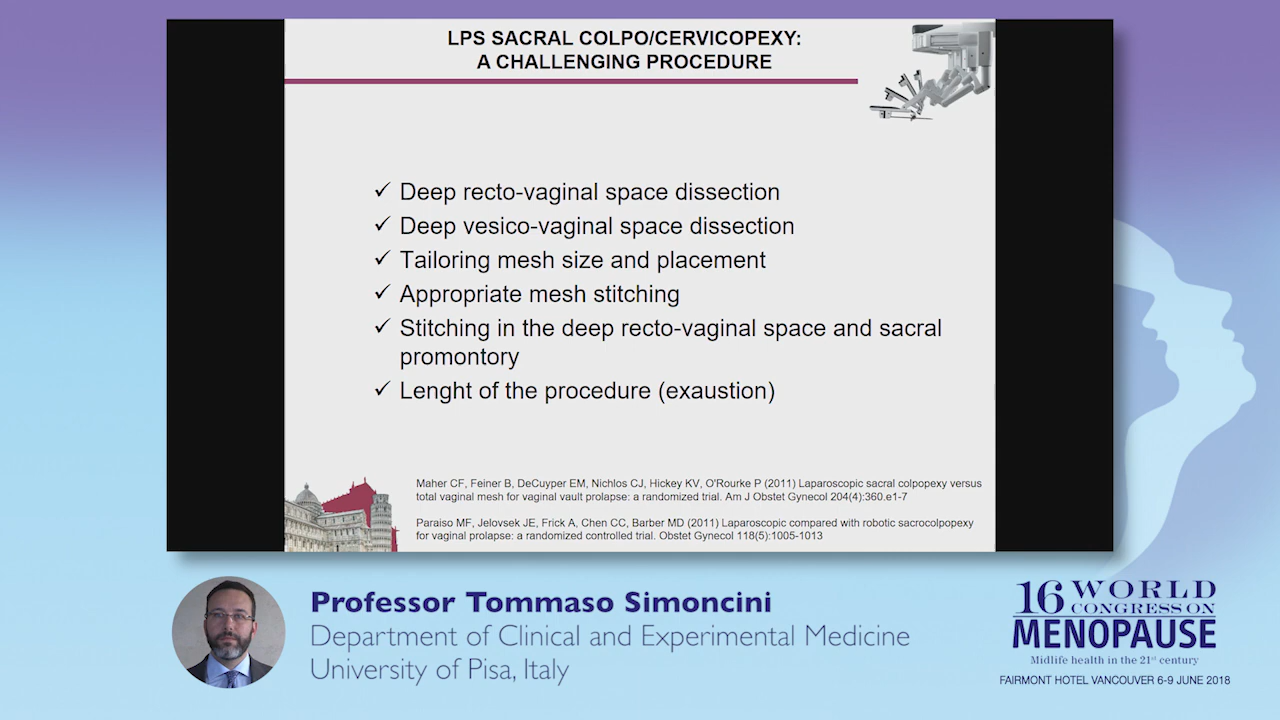 LPS SACRAL COLPO/CERVICOPEXY:
A CHALLENGING PROCEDURE
✓ Deep recto-vaginal space dissection
✓ Deep vesico-vaginal space dissection
✓ Tailoring mesh size and placement
✓ Appropriate mesh stitching
✓ Stitching in the deep recto-vaginal space and sacral
promontory
✓ Lenght of the procedure (exaustion)
Maher CF, Feiner B, DeCuyper EM, Nichlos CJ, Hickey KV, O'Rourke P (2011) Laparoscopic sacral colpopexy versus
total vaginal mesh for vaginal vault prolapse: a randomized trial. Am J Obstet Gynecol 204(4):360.e1-7
Paraiso MF, Jelovsek JE, Frick A, Chen CC, Barber MD (2011) Laparoscopic compared with robotic sacrocolpopexy
for vaginal prolapse: a randomized controlled trial. Obstet Gynecol 118(5):1005-1013
Professor Tommaso Simoncini
Department of Clinical and Experimental Medicine
University of Pisa, Italy
16 WORLD
CONGRESS ON
MENOPAUSE
Midlife health in the 21st century
FAIRMONT HOTEL VANCOUVER 6-9 JUNE 2018